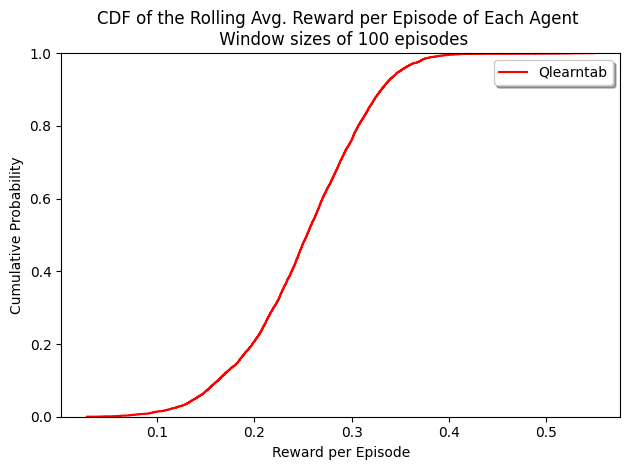 CDF of the Rolling Avg. Reward per Episode of Each Agent
Window sizes of 100 episodes
Qlearntab
Cumulative Probability
1.0
0.8
0.6
0.4
0.2
0.0
0.1
0.2
0.3
0.4
0.5
Reward per Episode